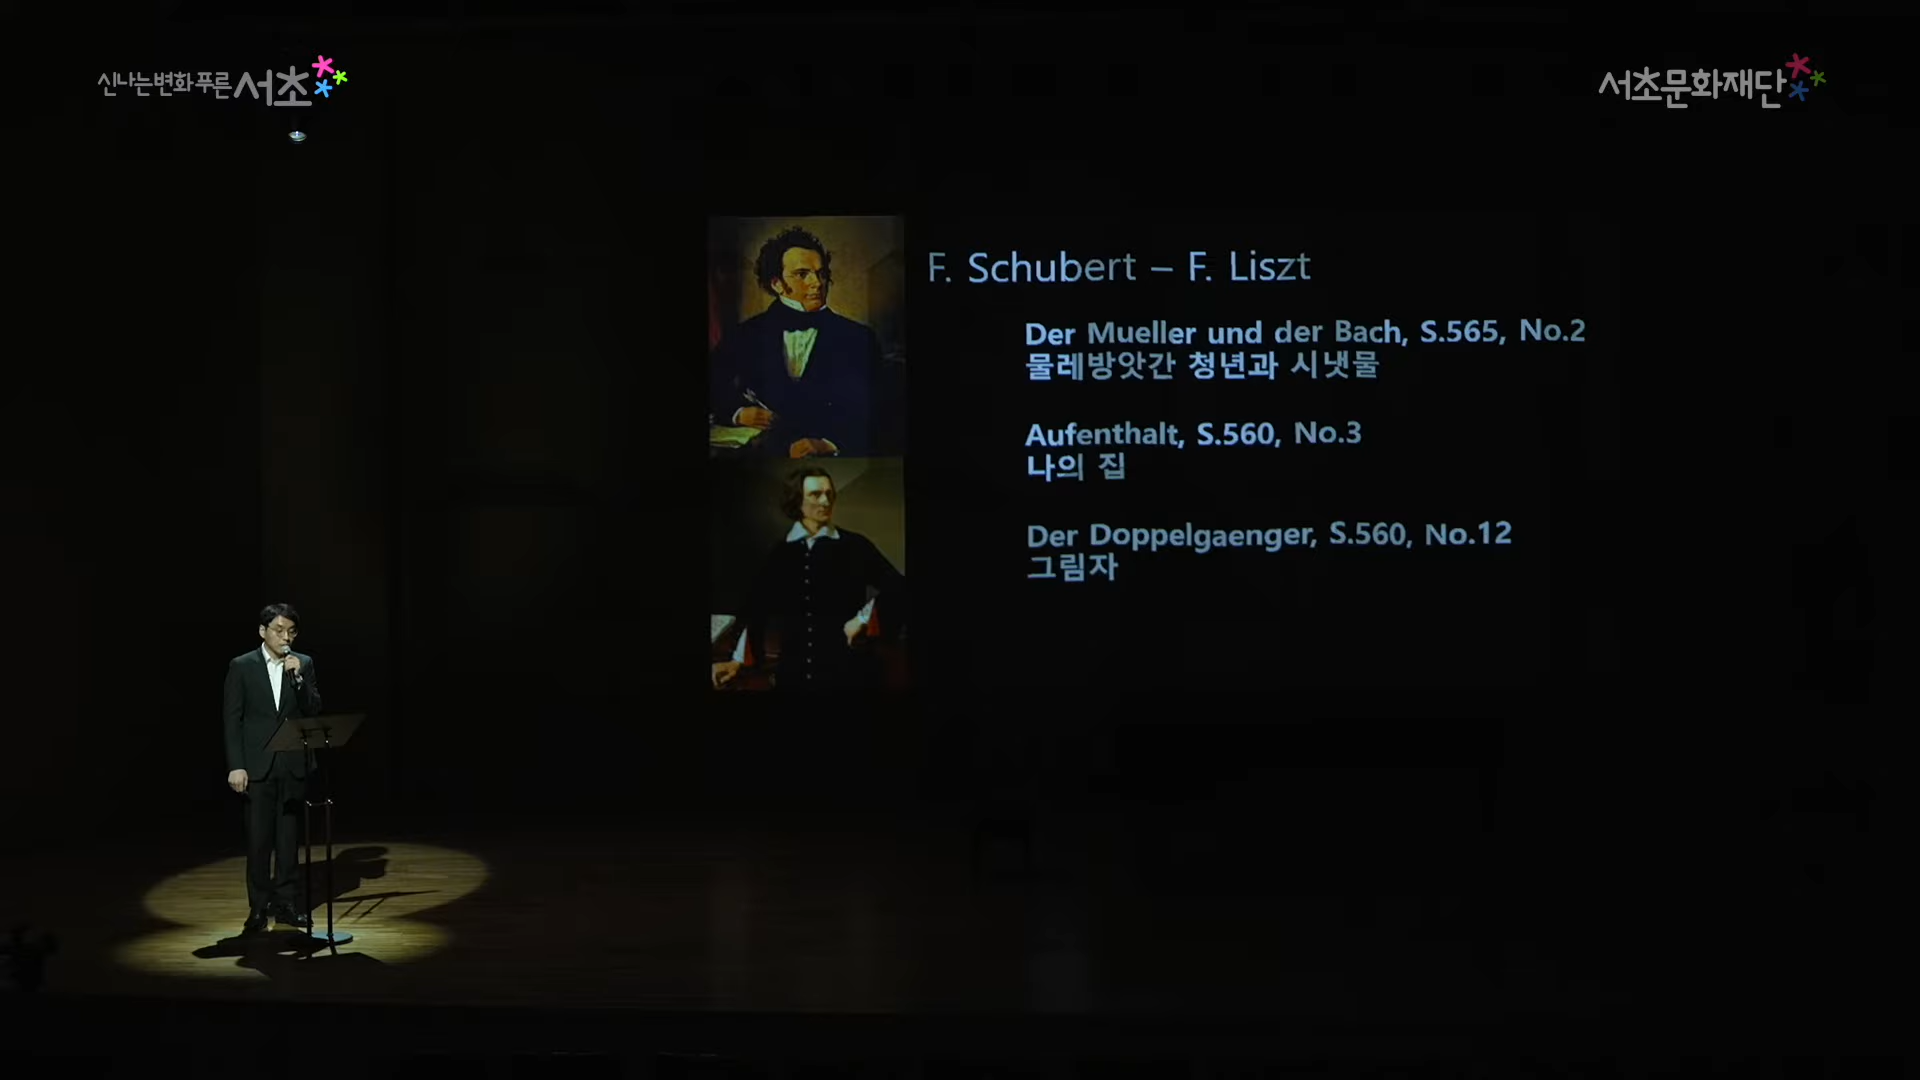 신나는변화 푸른 서초
서초문화재단
F. Schubert – F. Liszt
Der Mueller und der Bach, S.565, No.2
물레방앗간 청년과 시냇물
Aufenthalt, S.560, No.3
나의 집
Der Doppelgaenger, S.560, No.12
그림자